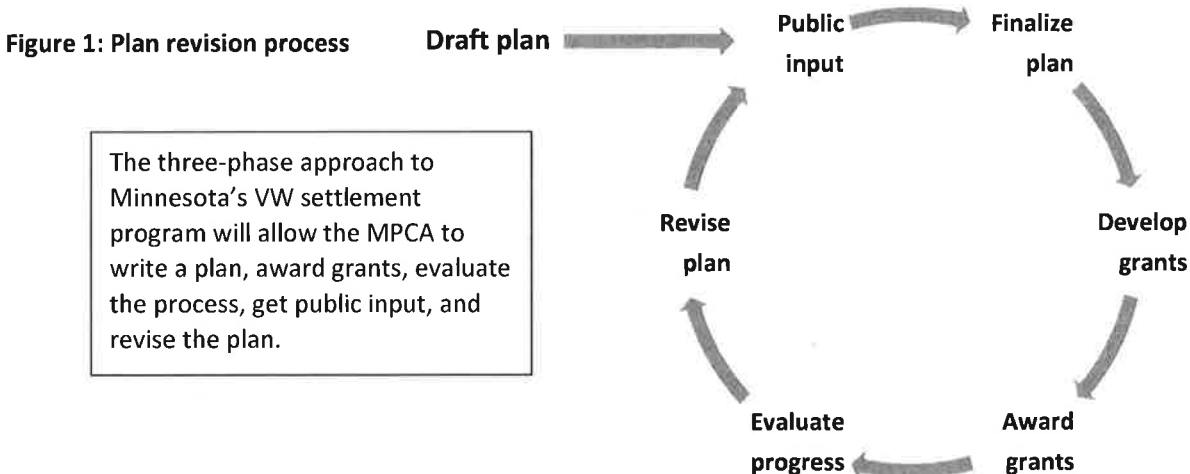 Figure 1: Plan revision process
Draft plan
Public
input
Finalize
plan
Develop
grants
Award
grants
Evaluate
progress
Revise
plan
The three-phase approach to
Minnesota's VW settlement
program will allow the MPCA to
write a plan, award grants, evaluate
the process, get public input, and
revise the plan.